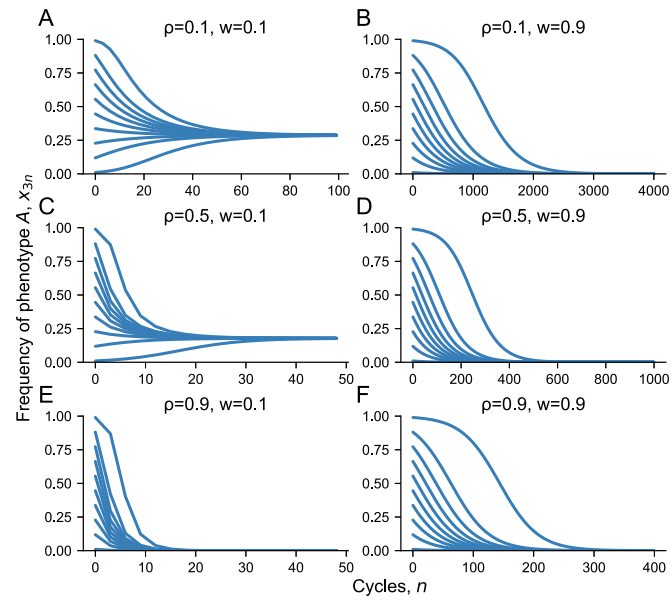 A
ρ=0.1, w=0.1
1.00
0.75
0.50
0.25
0.00
0 20 40 60 80 100
B
ρ=0.1, w=0.9
1.00
0.75
0.50
0.25
0.00
0 1000 2000 3000 4000
C
ρ=0.5, w=0.1
1.00
0.75
0.50
0.25
0.00
0 10 20 30 40 50
D
ρ=0.5, w=0.9
1.00
0.75
0.50
0.25
0.00
0 200 400 600 800 1000
E
ρ=0.9, w=0.1
1.00
0.75
0.50
0.25
0.00
0 10 20 30 40 50
F
ρ=0.9, w=0.9
1.00
0.75
0.50
0.25
0.00
0 100 200 300 400
Frequency of phenotype A, x3n
Cycles, n